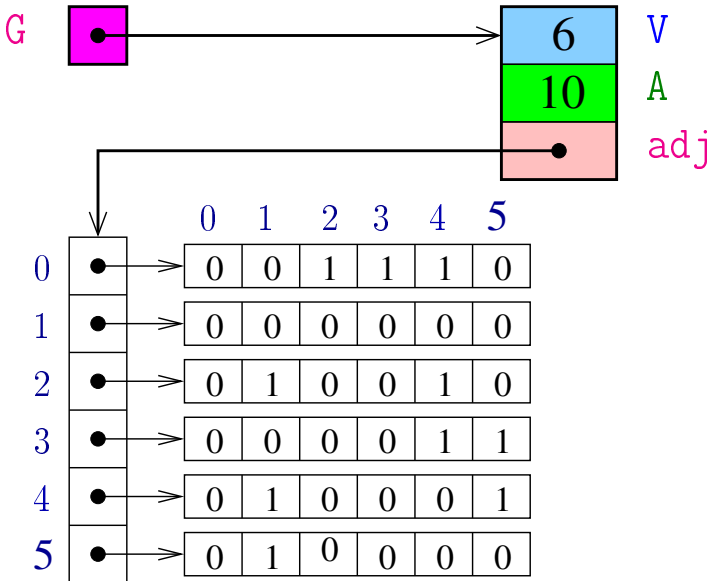 G 6 V
10 A
adj
0 1 2 3 4 5
0 0 0 1 1 1 0
1 0 0 0 0 0 0
2 0 1 0 0 1 0
3 0 0 0 0 1 1
4 0 1 0 0 0 1
5 0 1 0 0 0 0